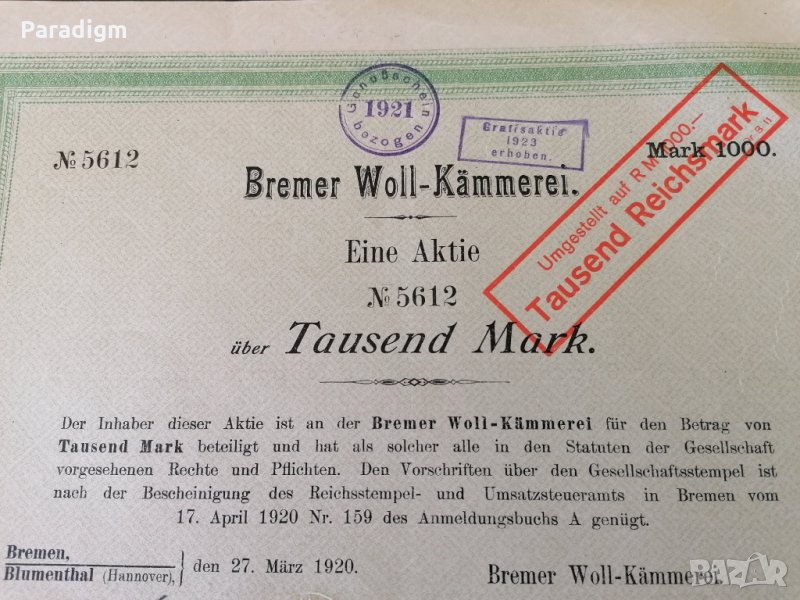 Paradigm
Genußschein
1921
bezogen
Gratisaktie
1923
erhoben.
Umgestellt auf RM 1000.—
Tausend Reichsmark
№ 5612
Mark 1000.
Bremer Woll-Kämmerei.
Eine Aktie
№ 5612
über Tausend Mark.
Der Inhaber dieser Aktie ist an der Bremer Woll-Kämmerei für den Betrag von
Tausend Mark beteiligt und hat als solcher alle in den Statuten der Gesellschaft
vorgesehenen Rechte und Pflichten. Den Vorschriften über den Gesellschaftsstempel ist
nach der Bescheinigung des Reichsstempel- und Umsatzsteueramts in Bremen vom
17. April 1920 Nr. 159 des Anmeldungsbuchs A genügt.
Bremen,
Blumenthal (Hannover), den 27. März 1920.
Bremer Woll-Kämmerei.
BAZAR
bg